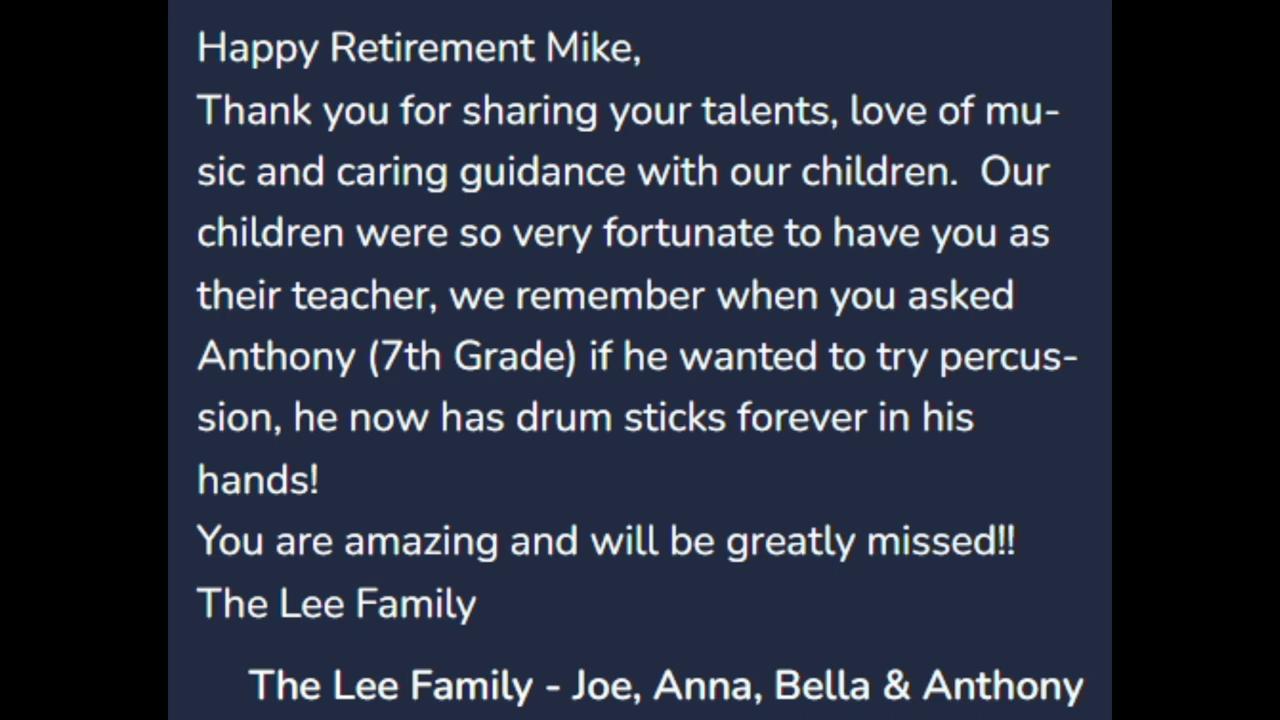 Happy Retirement Mike,
Thank you for sharing your talents, love of mu-
sic and caring guidance with our children.  Our
children were so very fortunate to have you as
their teacher, we remember when you asked
Anthony (7th Grade) if he wanted to try percus-
sion, he now has drum sticks forever in his
hands!
You are amazing and will be greatly missed!!
The Lee Family
The Lee Family - Joe, Anna, Bella & Anthony